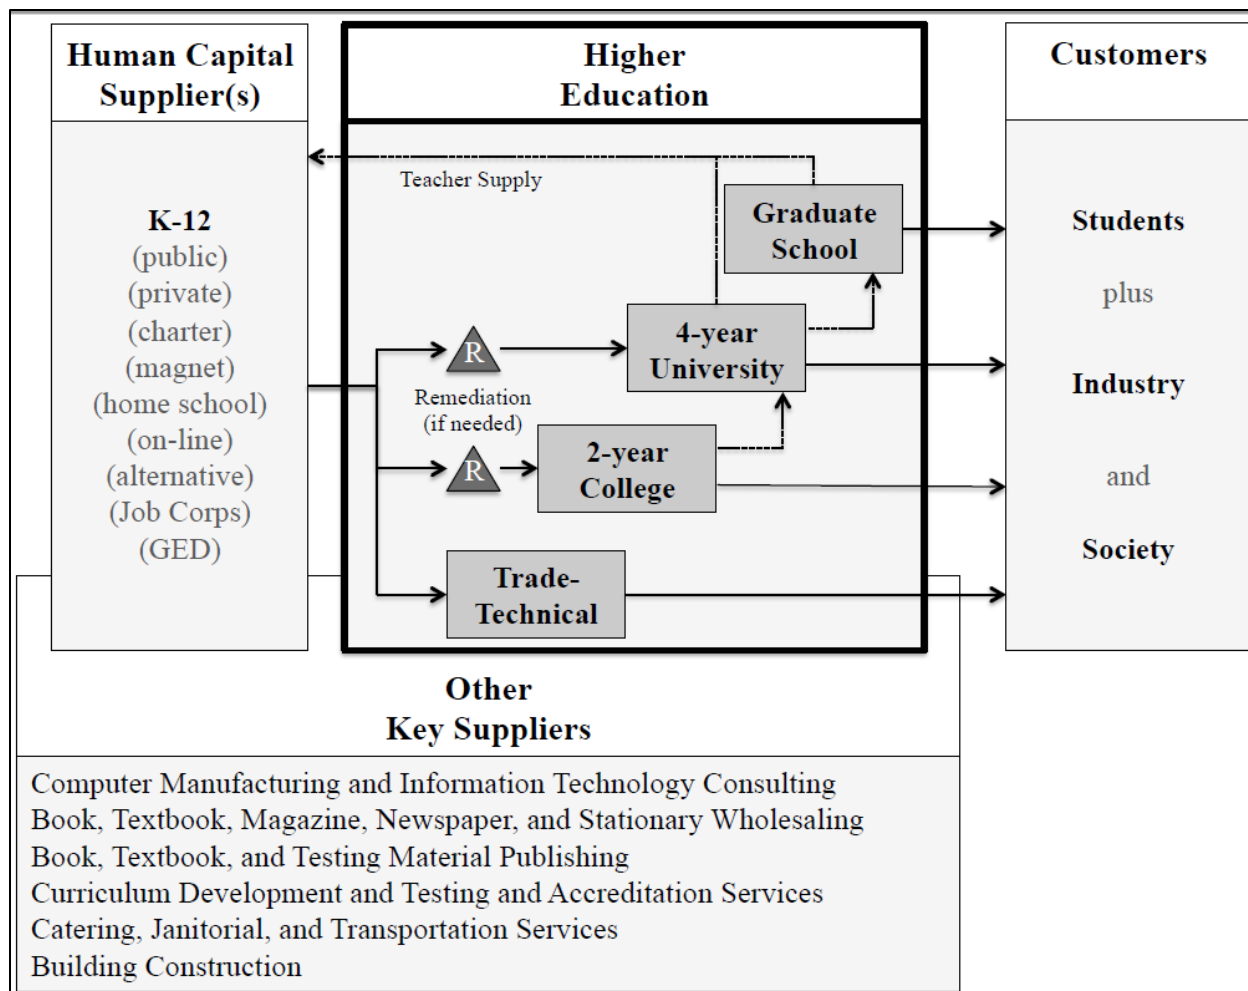 Human Capital
Supplier(s)
Higher
Education
Customers
Teacher Supply
K-12
(public)
(private)
(charter)
(magnet)
(home school)
(on-line)
(alternative)
(Job Corps)
(GED)
Graduate
School
4-year
University
R
Remediation
(if needed)
R
2-year
College
Trade-
Technical
Students
plus
Industry
and
Society
Other
Key Suppliers
Computer Manufacturing and Information Technology Consulting
Book, Textbook, Magazine, Newspaper, and Stationary Wholesaling
Book, Textbook, and Testing Material Publishing
Curriculum Development and Testing and Accreditation Services
Catering, Janitorial, and Transportation Services
Building Construction